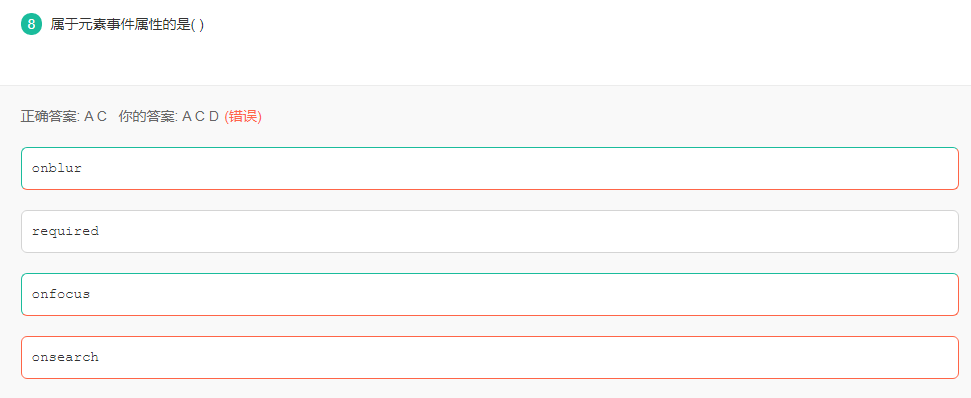 8 属于元素事件属性的是( )
正确答案: A C 你的答案: A C D (错误)
onblur
required
onfocus
onsearch